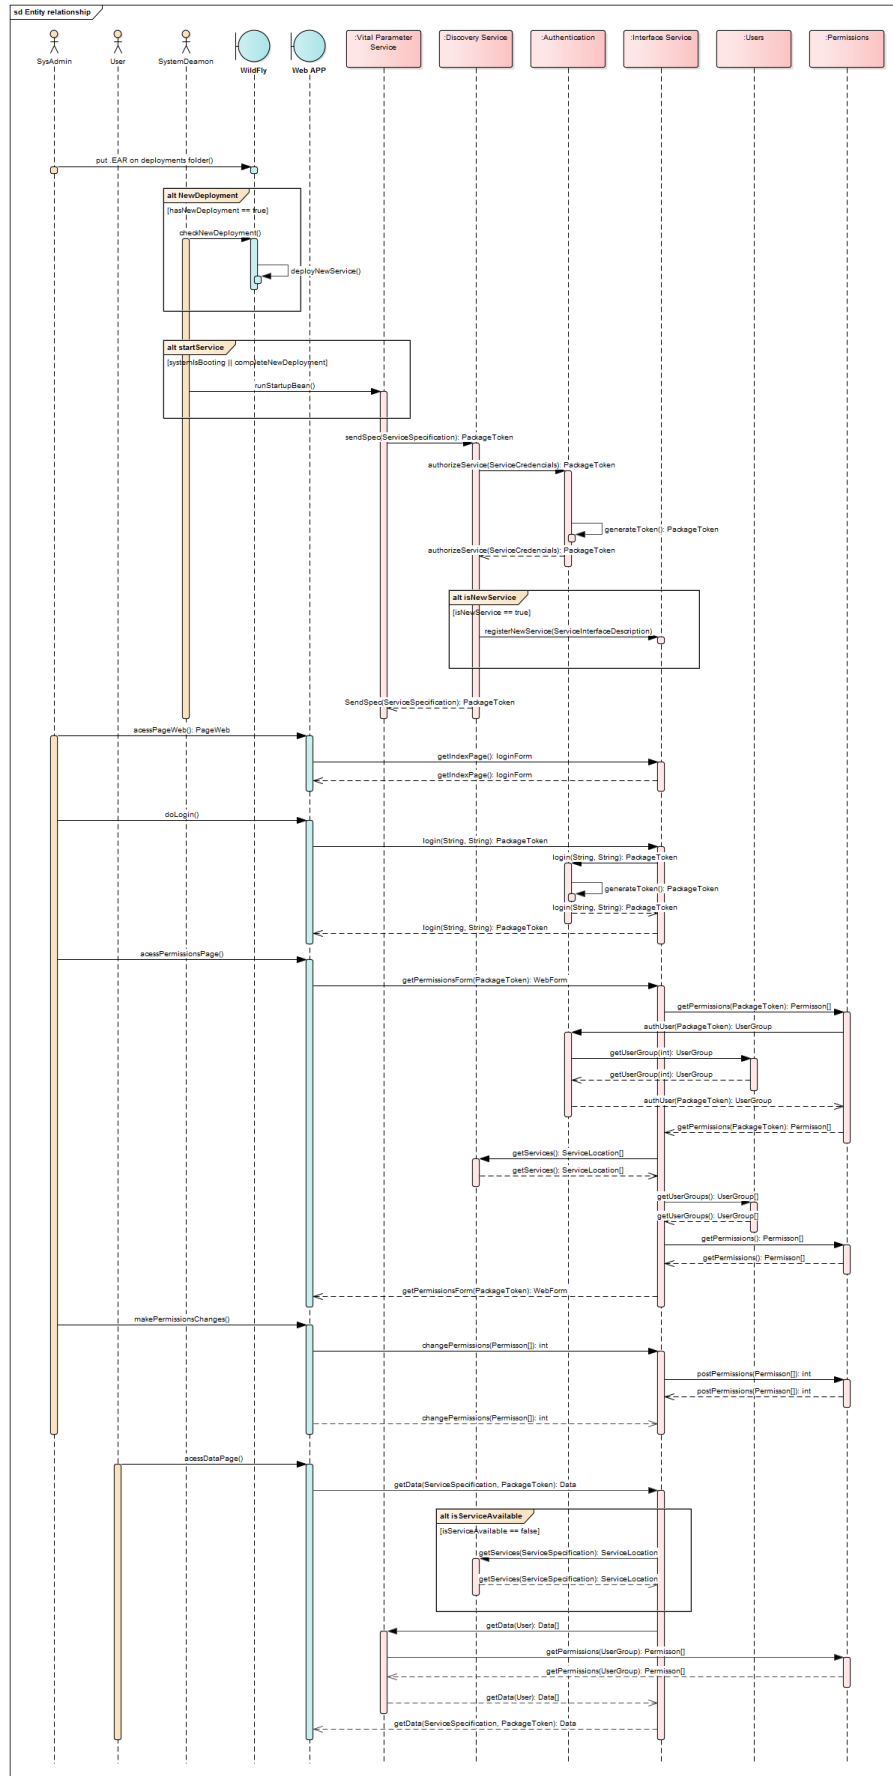 sd Entity relationship
SysAdmin
User
SystemDeamon
WildFly
Web APP
:Vital Parameter
Service
:Discovery Service
:Authentication
:Interface Service
:Users
:Permissions
put .EAR on deployments folder()
alt NewDeployment
[hasNewDeployment == true]
checkNewDeployment()
deployNewService()
alt startService
[systemIsBooting || completeNewDeployment]
runStartupBean()
sendSpec(ServiceSpecification): PackageToken
authorizeService(ServiceCredencials): PackageToken
generateToken(): PackageToken
authorizeService(ServiceCredencials): PackageToken
alt isNewService
[isNewService == true]
registerNewService(ServiceInterfaceDescription)
SendSpec(ServiceSpecification): PackageToken
acessPageWeb(): PageWeb
getIndexPage(): loginForm
getIndexPage(): loginForm
doLogin()
login(String, String): PackageToken
login(String, String): PackageToken
generateToken(): PackageToken
login(String, String): PackageToken
login(String, String): PackageToken
acessPermissionsPage()
getPermissionsForm(PackageToken): WebForm
getPermissions(PackageToken): Permisson[]
authUser(PackageToken): UserGroup
getUserGroup(int): UserGroup
getUserGroup(int): UserGroup
authUser(PackageToken): UserGroup
getPermissions(PackageToken): Permisson[]
getServices(): ServiceLocation[]
getServices(): ServiceLocation[]
getUserGroups(): UserGroup[]
getUserGroups(): UserGroup[]
getPermissions(): Permisson[]
getPermissions(): Permisson[]
getPermissionsForm(PackageToken): WebForm
makePermissionsChanges()
changePermissions(Permisson[]): int
postPermissions(Permisson[]): int
postPermissions(Permisson[]): int
changePermissions(Permisson[]): int
acessDataPage()
getData(ServiceSpecification, PackageToken): Data
alt isServiceAvailable
[isServiceAvailable == false]
getServices(ServiceSpecification): ServiceLocation
getServices(ServiceSpecification): ServiceLocation
getData(User): Data[]
getPermissions(UserGroup): Permisson[]
getPermissions(UserGroup): Permisson[]
getData(User): Data[]
getData(ServiceSpecification, PackageToken): Data